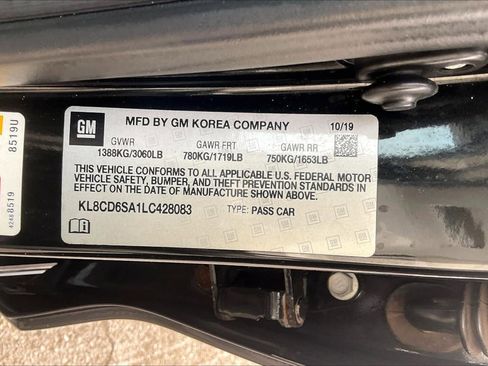 GM
MFD BY GM KOREA COMPANY 10/19
GVWR GAWR FRT GAWR RR
1388KG/3060LB 780KG/1719LB 750KG/1653LB
THIS VEHICLE CONFORMS TO ALL APPLICABLE U.S. FEDERAL MOTOR
VEHICLE SAFETY, BUMPER, AND THEFT PREVENTION STANDARDS IN
EFFECT ON THE DATE OF MANUFACTURE SHOWN ABOVE.
KL8CD6SA1LC428083 TYPE: PASS CAR
8519U
42488519